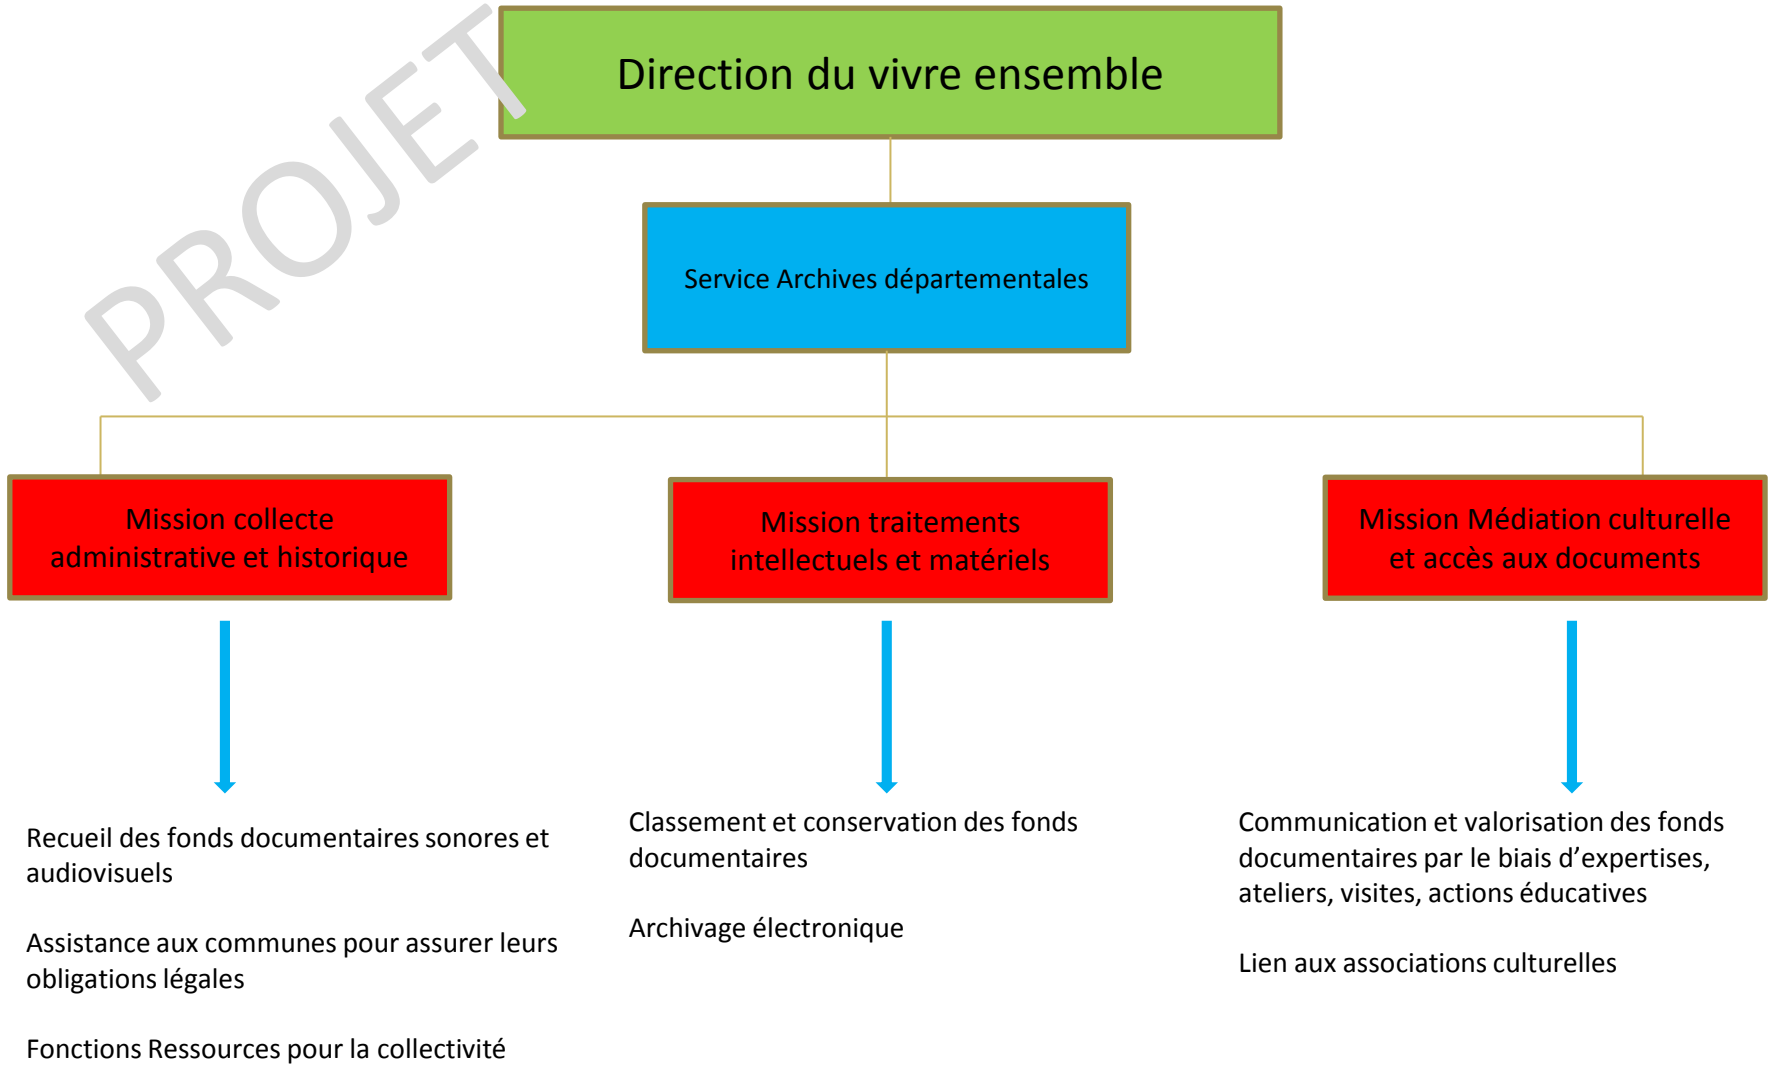 PROJET
Direction du vivre ensemble
Service Archives départementales
Mission collecte
administrative et historique
Mission traitements
intellectuels et matériels
Mission Médiation culturelle
et accès aux documents
Recueil des fonds documentaires sonores et
audiovisuels
Assistance aux communes pour assurer leurs
obligations légales
Fonctions Ressources pour la collectivité
Classement et conservation des fonds
documentaires
Archivage électronique
Communication et valorisation des fonds
documentaires par le biais d’expertises,
ateliers, visites, actions éducatives
Lien aux associations culturelles